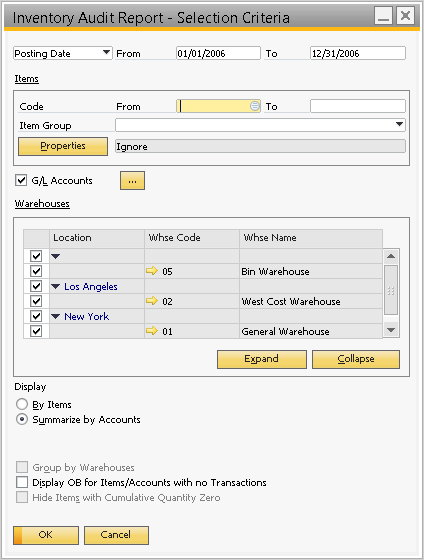 Inventory Audit Report - Selection Criteria
Posting Date From 01/01/2006 To 12/31/2006
Items
Code From To
Item Group
Properties Ignore
G/L Accounts ...
Warehouses
Location Whse Code Whse Name
05 Bin Warehouse
Los Angeles
02 West Cost Warehouse
New York
01 General Warehouse
Expand Collapse
Display
By Items
Summarize by Accounts
Group by Warehouses
Display OB for Items/Accounts with no Transactions
Hide Items with Cumulative Quantity Zero
OK Cancel